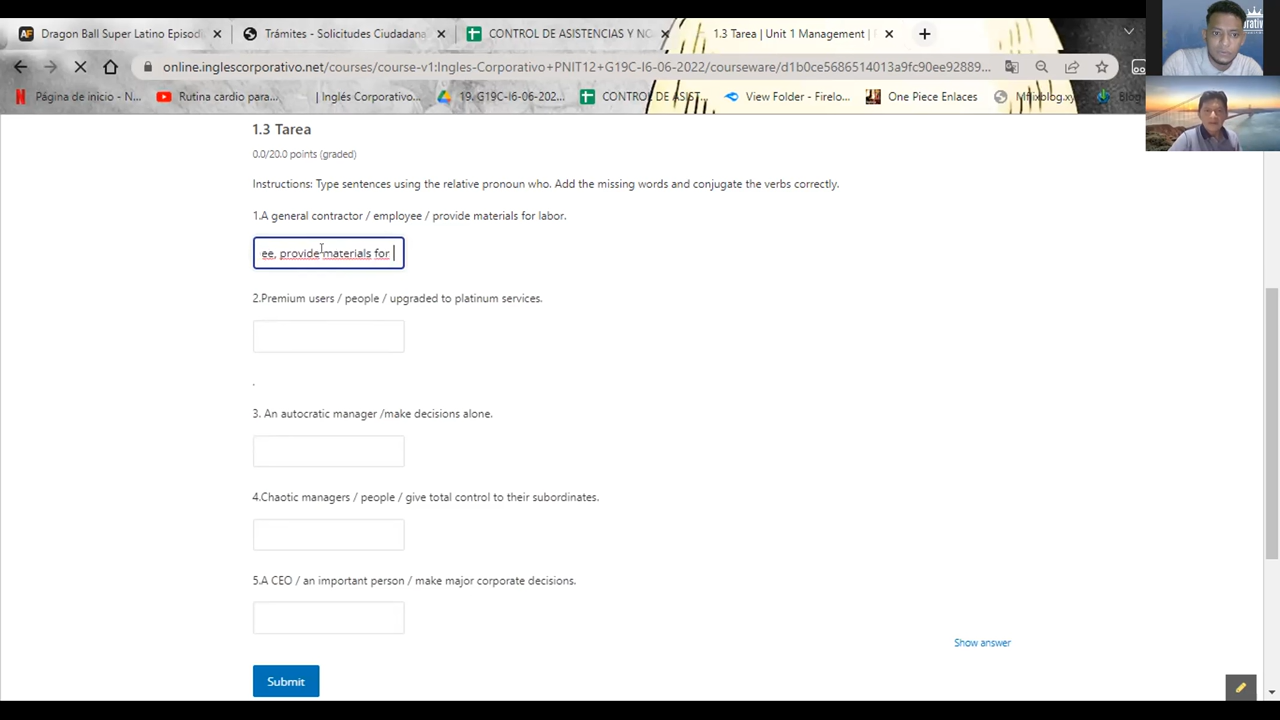 Dragon Ball Super Latino Episodi
Trámites - Solicitudes Ciudadana
CONTROL DE ASISTENCIAS Y NO
1.3 Tarea | Unit 1 Management |
online.inglescorporativo.net/courses/course-v1:Ingles-Corporativo+PNIT12+G19C-I6-06-2022/courseware/d1b0ce5686514013a9fc90ee92889...
Página de inicio - N...
Rutina cardio para...
| Inglés Corporativo...
19. G19C-I6-06-202...
CONTROL DE ASIST...
View Folder - Firelo...
One Piece Enlaces
Mflixblog.xy
Blog
1.3 Tarea
0.0/20.0 points (graded)
Instructions: Type sentences using the relative pronoun who. Add the missing words and conjugate the verbs correctly.
1.A general contractor / employee / provide materials for labor.
ee, provide materials for
2.Premium users / people / upgraded to platinum services.
.
3. An autocratic manager /make decisions alone.
4.Chaotic managers / people / give total control to their subordinates.
5.A CEO / an important person / make major corporate decisions.
Show answer
Submit